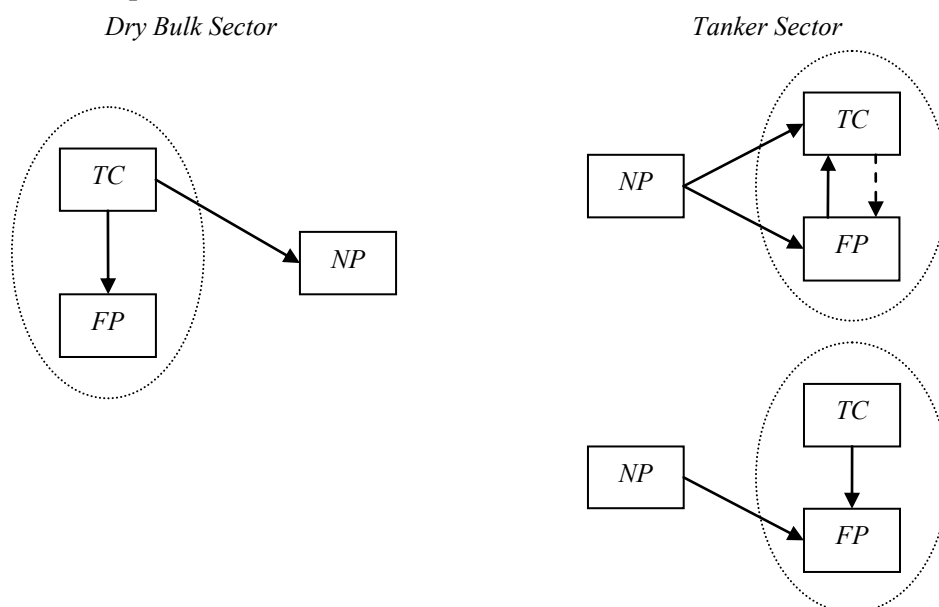 Dry Bulk Sector
TC
NP
FP
Tanker Sector
TC
NP
FP
TC
NP
FP